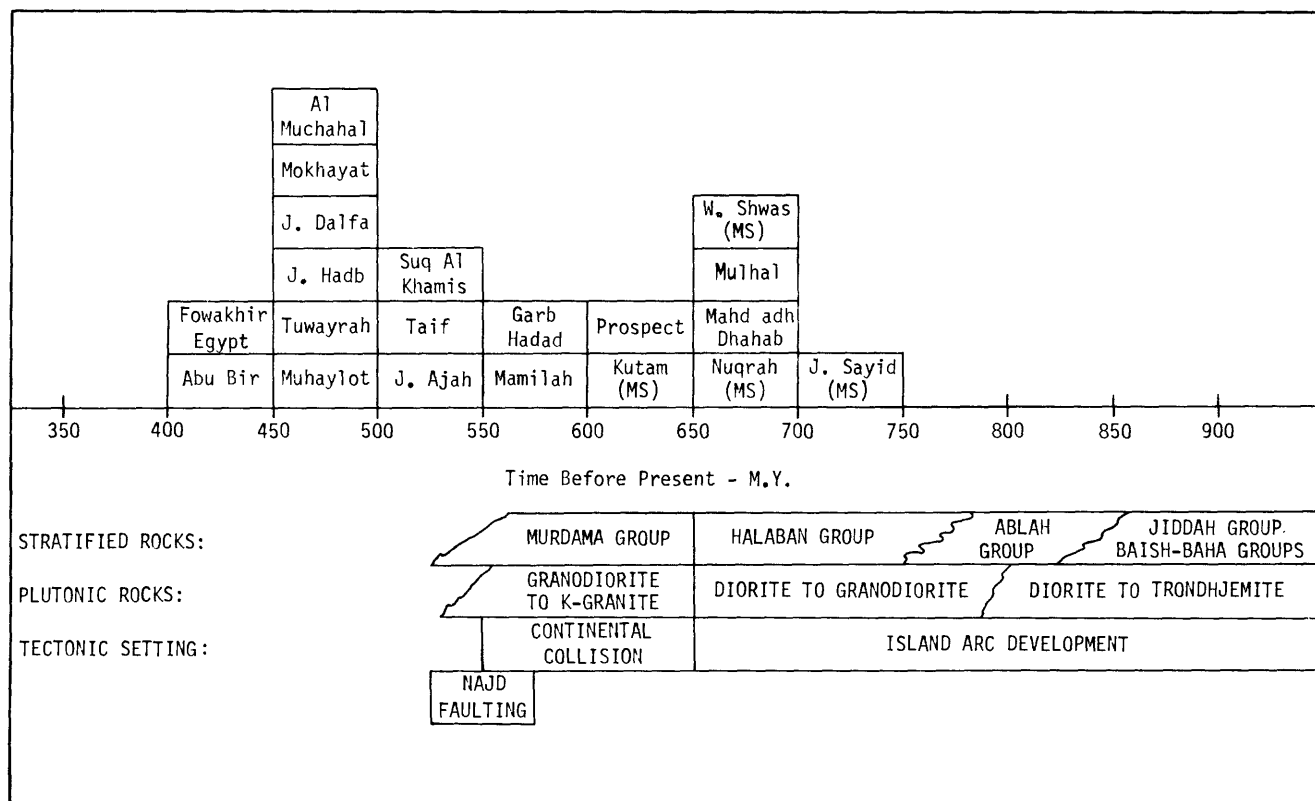 Al
Muchahal
Mokhayat
J. Dalfa
J. Hadb
Suq Al
Khamis
W. Shwas
(MS)
Mulhal
Fowakhir
Egypt
Tuwayrah
Taif
Garb
Hadad
Prospect
Mahd adh
Dhahab
Abu Bir
Muhaylot
J. Ajah
Mamilah
Kutam
(MS)
Nuqrah
(MS)
J. Sayid
(MS)
350 400 450 500 550 600 650 700 750 800 850 900
Time Before Present - M.Y.
STRATIFIED ROCKS:
MURDAMA GROUP
HALABAN GROUP
ABLAH
GROUP
JIDDAH GROUP.
BAISH-BAHA GROUPS
PLUTONIC ROCKS:
GRANODIORITE
TO K-GRANITE
DIORITE TO GRANODIORITE
DIORITE TO TRONDHJEMITE
TECTONIC SETTING:
CONTINENTAL
COLLISION
ISLAND ARC DEVELOPMENT
NAJD
FAULTING